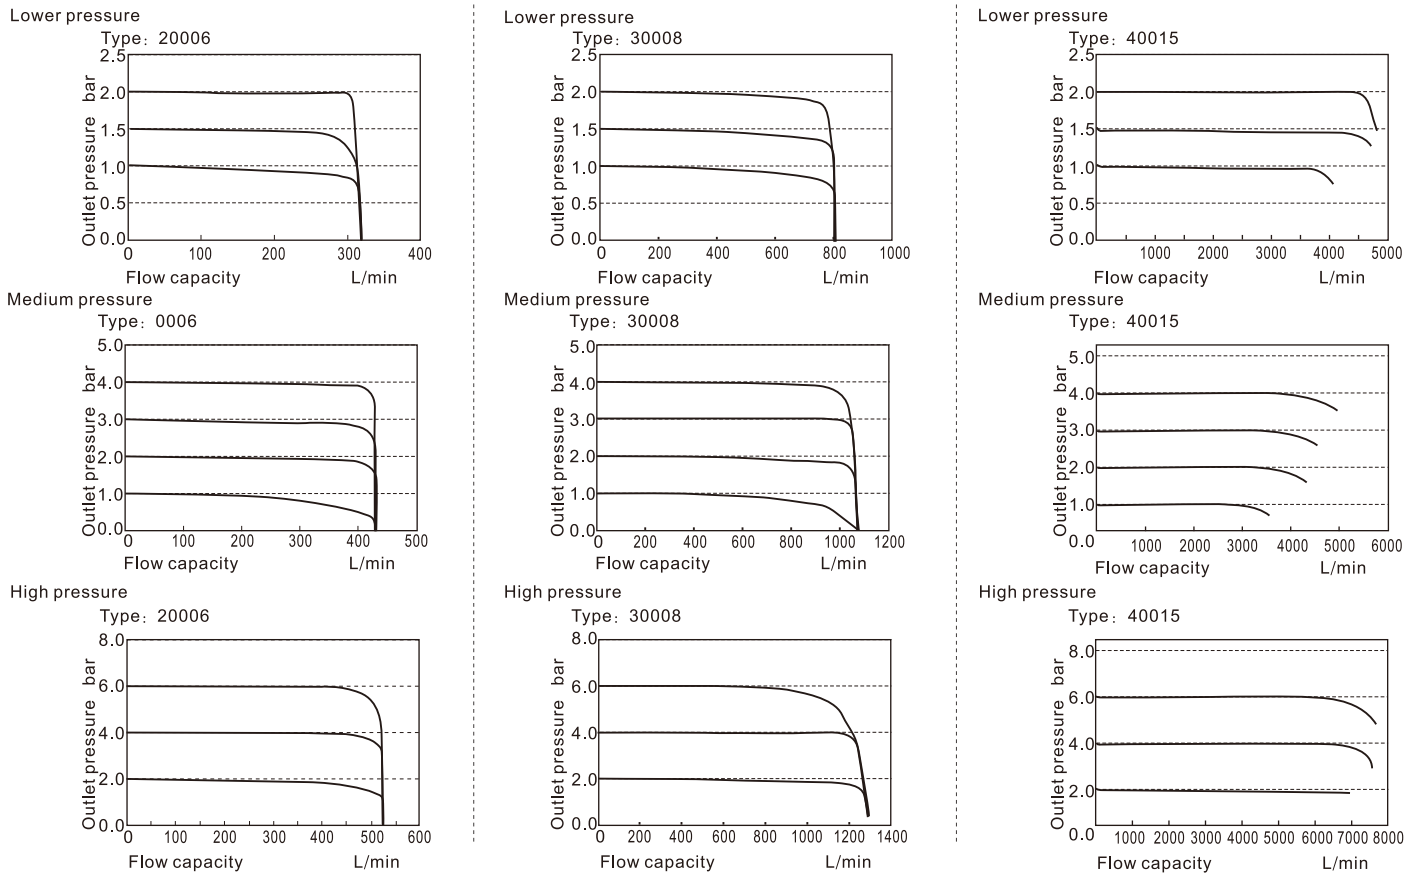 Lower pressure
Type: 20006
Outlet pressure bar
2.5
2.0
1.5
1.0
0.5
0.0
0 100 200 300 400
Flow capacity L/min
Medium pressure
Type: 0006
Outlet pressure bar
5.0
4.0
3.0
2.0
1.0
0.0
0 100 200 300 400 500
Flow capacity L/min
High pressure
Type: 20006
Outlet pressure bar
8.0
6.0
4.0
2.0
0.0
0 100 200 300 400 500 600
Flow capacity L/min
Lower pressure
Type: 30008
Outlet pressure bar
2.5
2.0
1.5
1.0
0.5
0.0
0 200 400 600 800 1000
Flow capacity L/min
Medium pressure
Type: 30008
Outlet pressure bar
5.0
4.0
3.0
2.0
1.0
0.0
0 200 400 600 800 1000 1200
Flow capacity L/min
High pressure
Type: 30008
Outlet pressure bar
8.0
6.0
4.0
2.0
0.0
0 200 400 600 800 1000 1200 1400
Flow capacity L/min
Lower pressure
Type: 40015
Outlet pressure bar
2.5
2.0
1.5
1.0
0.5
0.0
1000 2000 3000 4000 5000
Flow capacity L/min
Medium pressure
Type: 40015
Outlet pressure bar
5.0
4.0
3.0
2.0
1.0
0.0
1000 2000 3000 4000 5000 6000
Flow capacity L/min
High pressure
Type: 40015
Outlet pressure bar
8.0
6.0
4.0
2.0
0.0
1000 2000 3000 4000 5000 6000 7000 8000
Flow capacity L/min